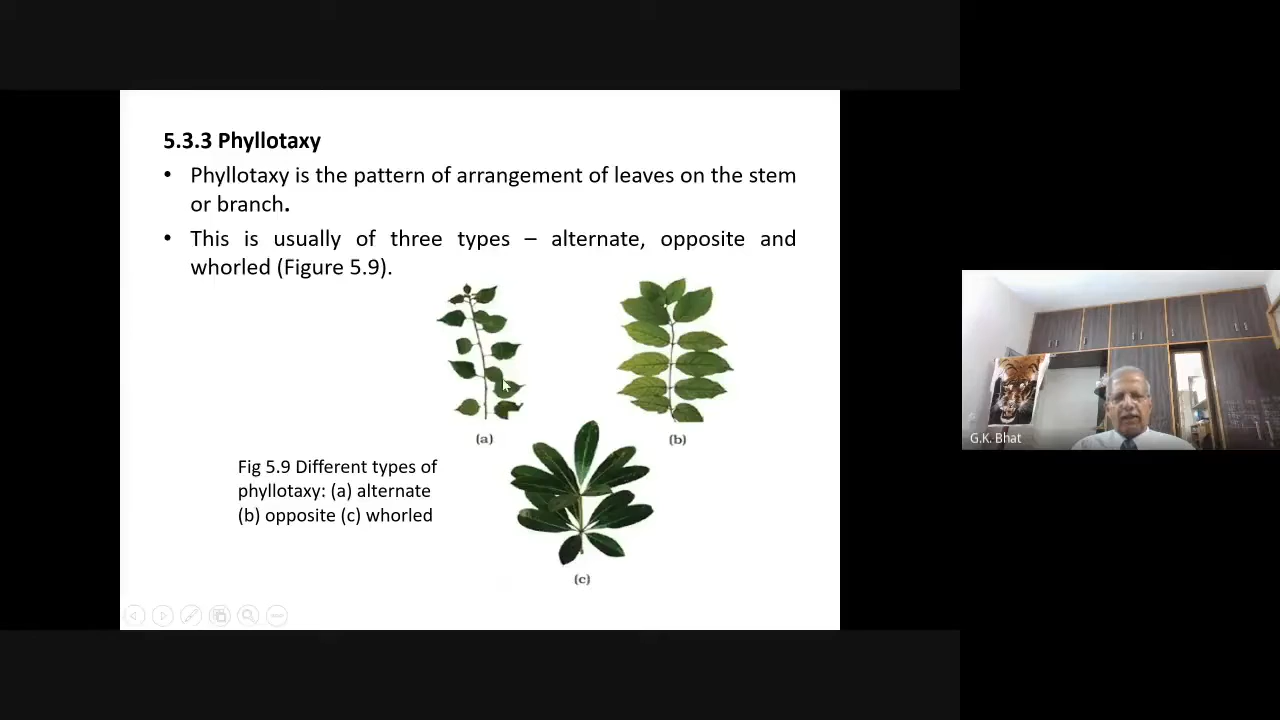 5.3.3 Phyllotaxy
• Phyllotaxy is the pattern of arrangement of leaves on the stem
or branch.
• This is usually of three types – alternate, opposite and
whorled (Figure 5.9).
(a)
(b)
Fig 5.9 Different types of
phyllotaxy: (a) alternate
(b) opposite (c) whorled
(c)
G.K. Bhat